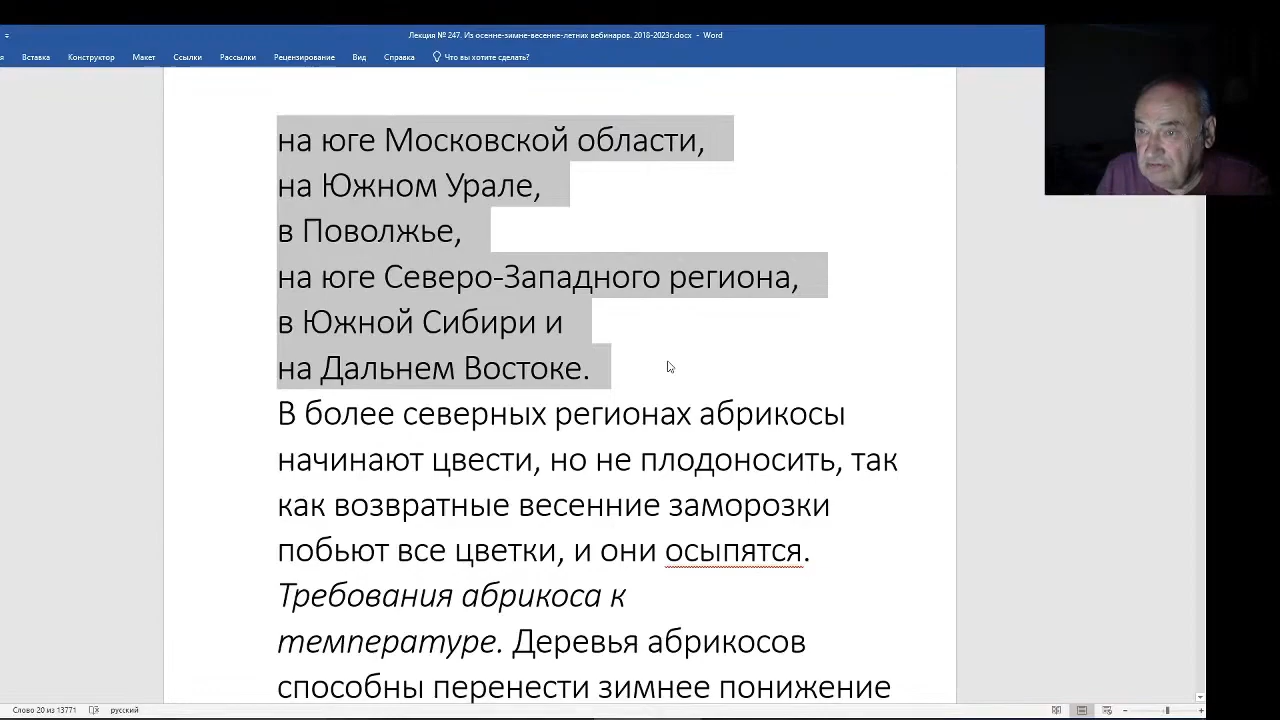 Лекция № 247. Из осенне-зимне-весенне-летних вебинаров. 2018-2023г.docx - Word
я Вставка Конструктор Макет Ссылки Рассылки Рецензирование Вид Справка Что вы хотите сделать?
на юге Московской области,
на Южном Урале,
в Поволжье,
на юге Северо-Западного региона,
в Южной Сибири и
на Дальнем Востоке.
В более северных регионах абрикосы
начинают цвести, но не плодоносить, так
как возвратные весенние заморозки
побьют все цветки, и они осыпятся.
Требования абрикоса к
температуре. Деревья абрикосов
способны перенести зимнее понижение
Слово 20 из 13771 русский